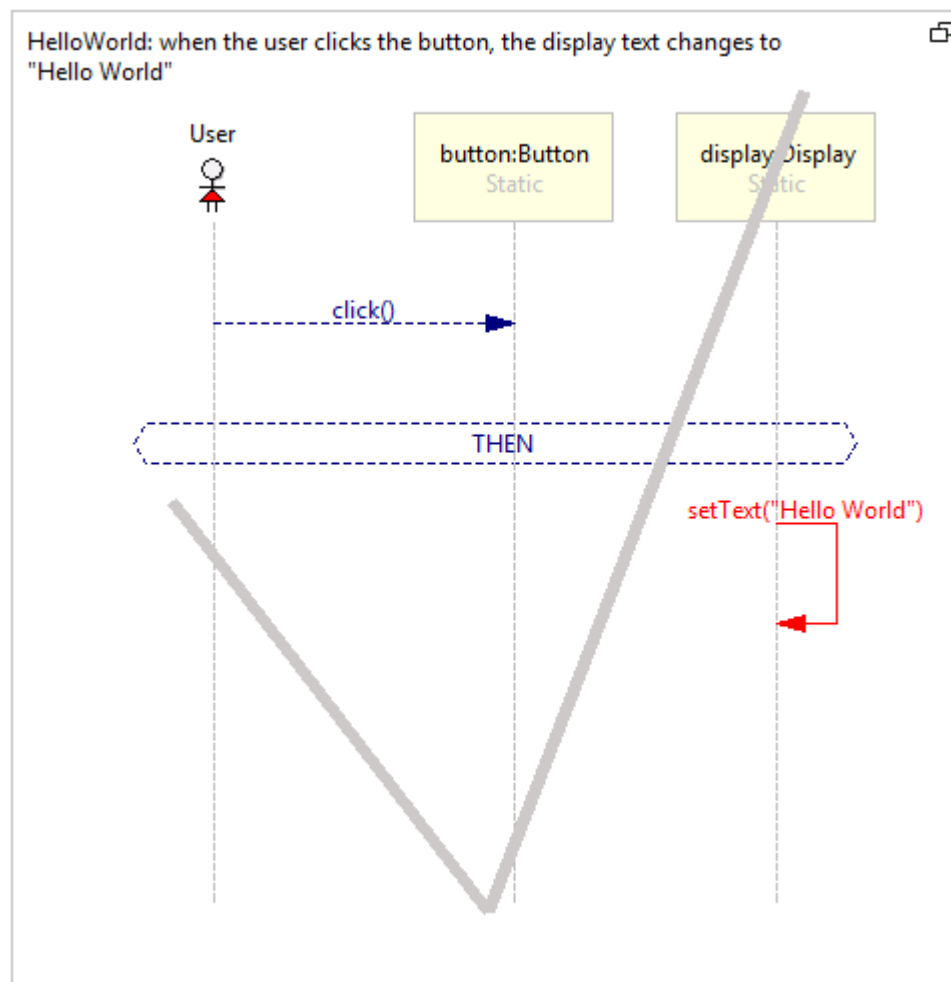 HelloWorld: when the user clicks the button, the display text changes to
"Hello World"
User
button:Button
Static
display:Display
Static
click()
THEN
setText("Hello World")